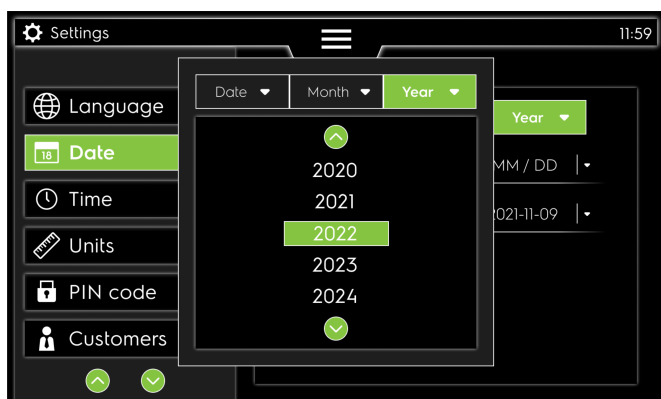 Settings
11:59
Language
18
Date
Time
Units
PIN code
Customers
Date
Month
Year
2020
2021
2022
2023
2024
Year
MM / DD
2021-11-09